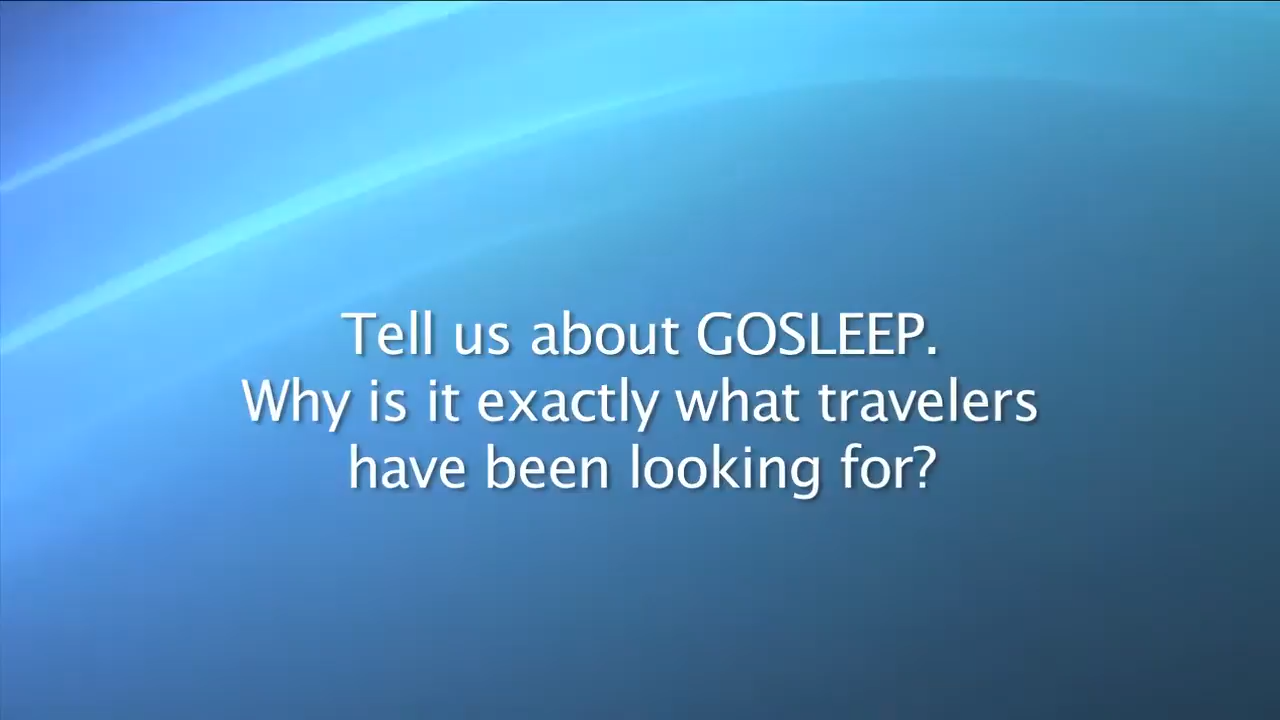 Tell us about GOSLEEP.
Why is it exactly what travelers
have been looking for?